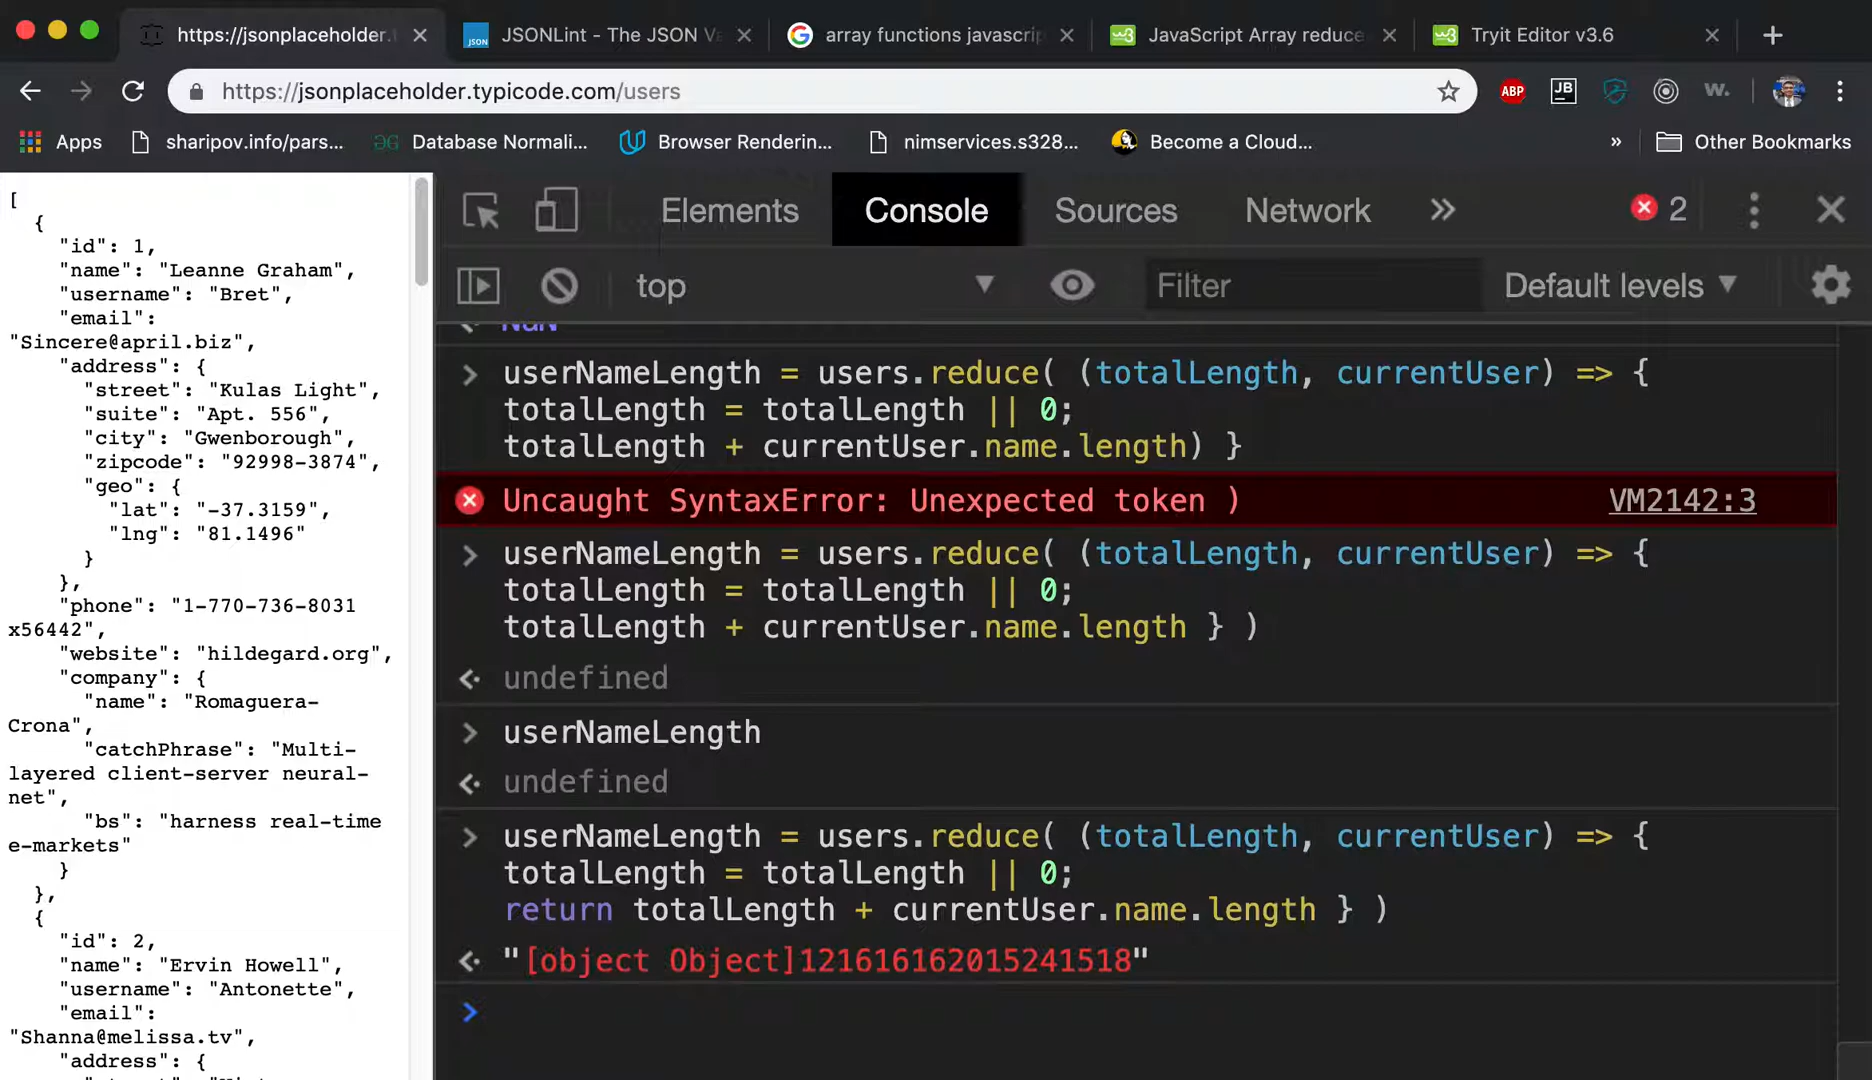 https://jsonplaceholder.t
JSON
JSONLint - The JSON Va
array functions javascrip
JavaScript Array reduce
Tryit Editor v3.6
https://jsonplaceholder.typicode.com/users
ABP
JB
w.
Apps
sharipov.info/pars...
Database Normali...
Browser Renderin...
nimservices.s328...
Become a Cloud...
»
Other Bookmarks
[
{
"id": 1,
"name": "Leanne Graham",
"username": "Bret",
"email":
"Sincere@april.biz",
"address": {
"street": "Kulas Light",
"suite": "Apt. 556",
"city": "Gwenborough",
"zipcode": "92998-3874",
"geo": {
"lat": "-37.3159",
"lng": "81.1496"
}
},
"phone": "1-770-736-8031
x56442",
"website": "hildegard.org",
"company": {
"name": "Romaguera-
Crona",
"catchPhrase": "Multi-
layered client-server neural-
net",
"bs": "harness real-time
e-markets"
}
},
{
"id": 2,
"name": "Ervin Howell",
"username": "Antonette",
"email":
"Shanna@melissa.tv",
"address": {
Elements
Console
Sources
Network
»
2
top
Filter
Default levels
NaN
userNameLength = users.reduce( (totalLength, currentUser) => {
totalLength = totalLength || 0;
totalLength + currentUser.name.length) }
Uncaught SyntaxError: Unexpected token )
VM2142:3
userNameLength = users.reduce( (totalLength, currentUser) => {
totalLength = totalLength || 0;
totalLength + currentUser.name.length } )
undefined
userNameLength
undefined
userNameLength = users.reduce( (totalLength, currentUser) => {
totalLength = totalLength || 0;
return totalLength + currentUser.name.length } )
"[object Object]121616162015241518"